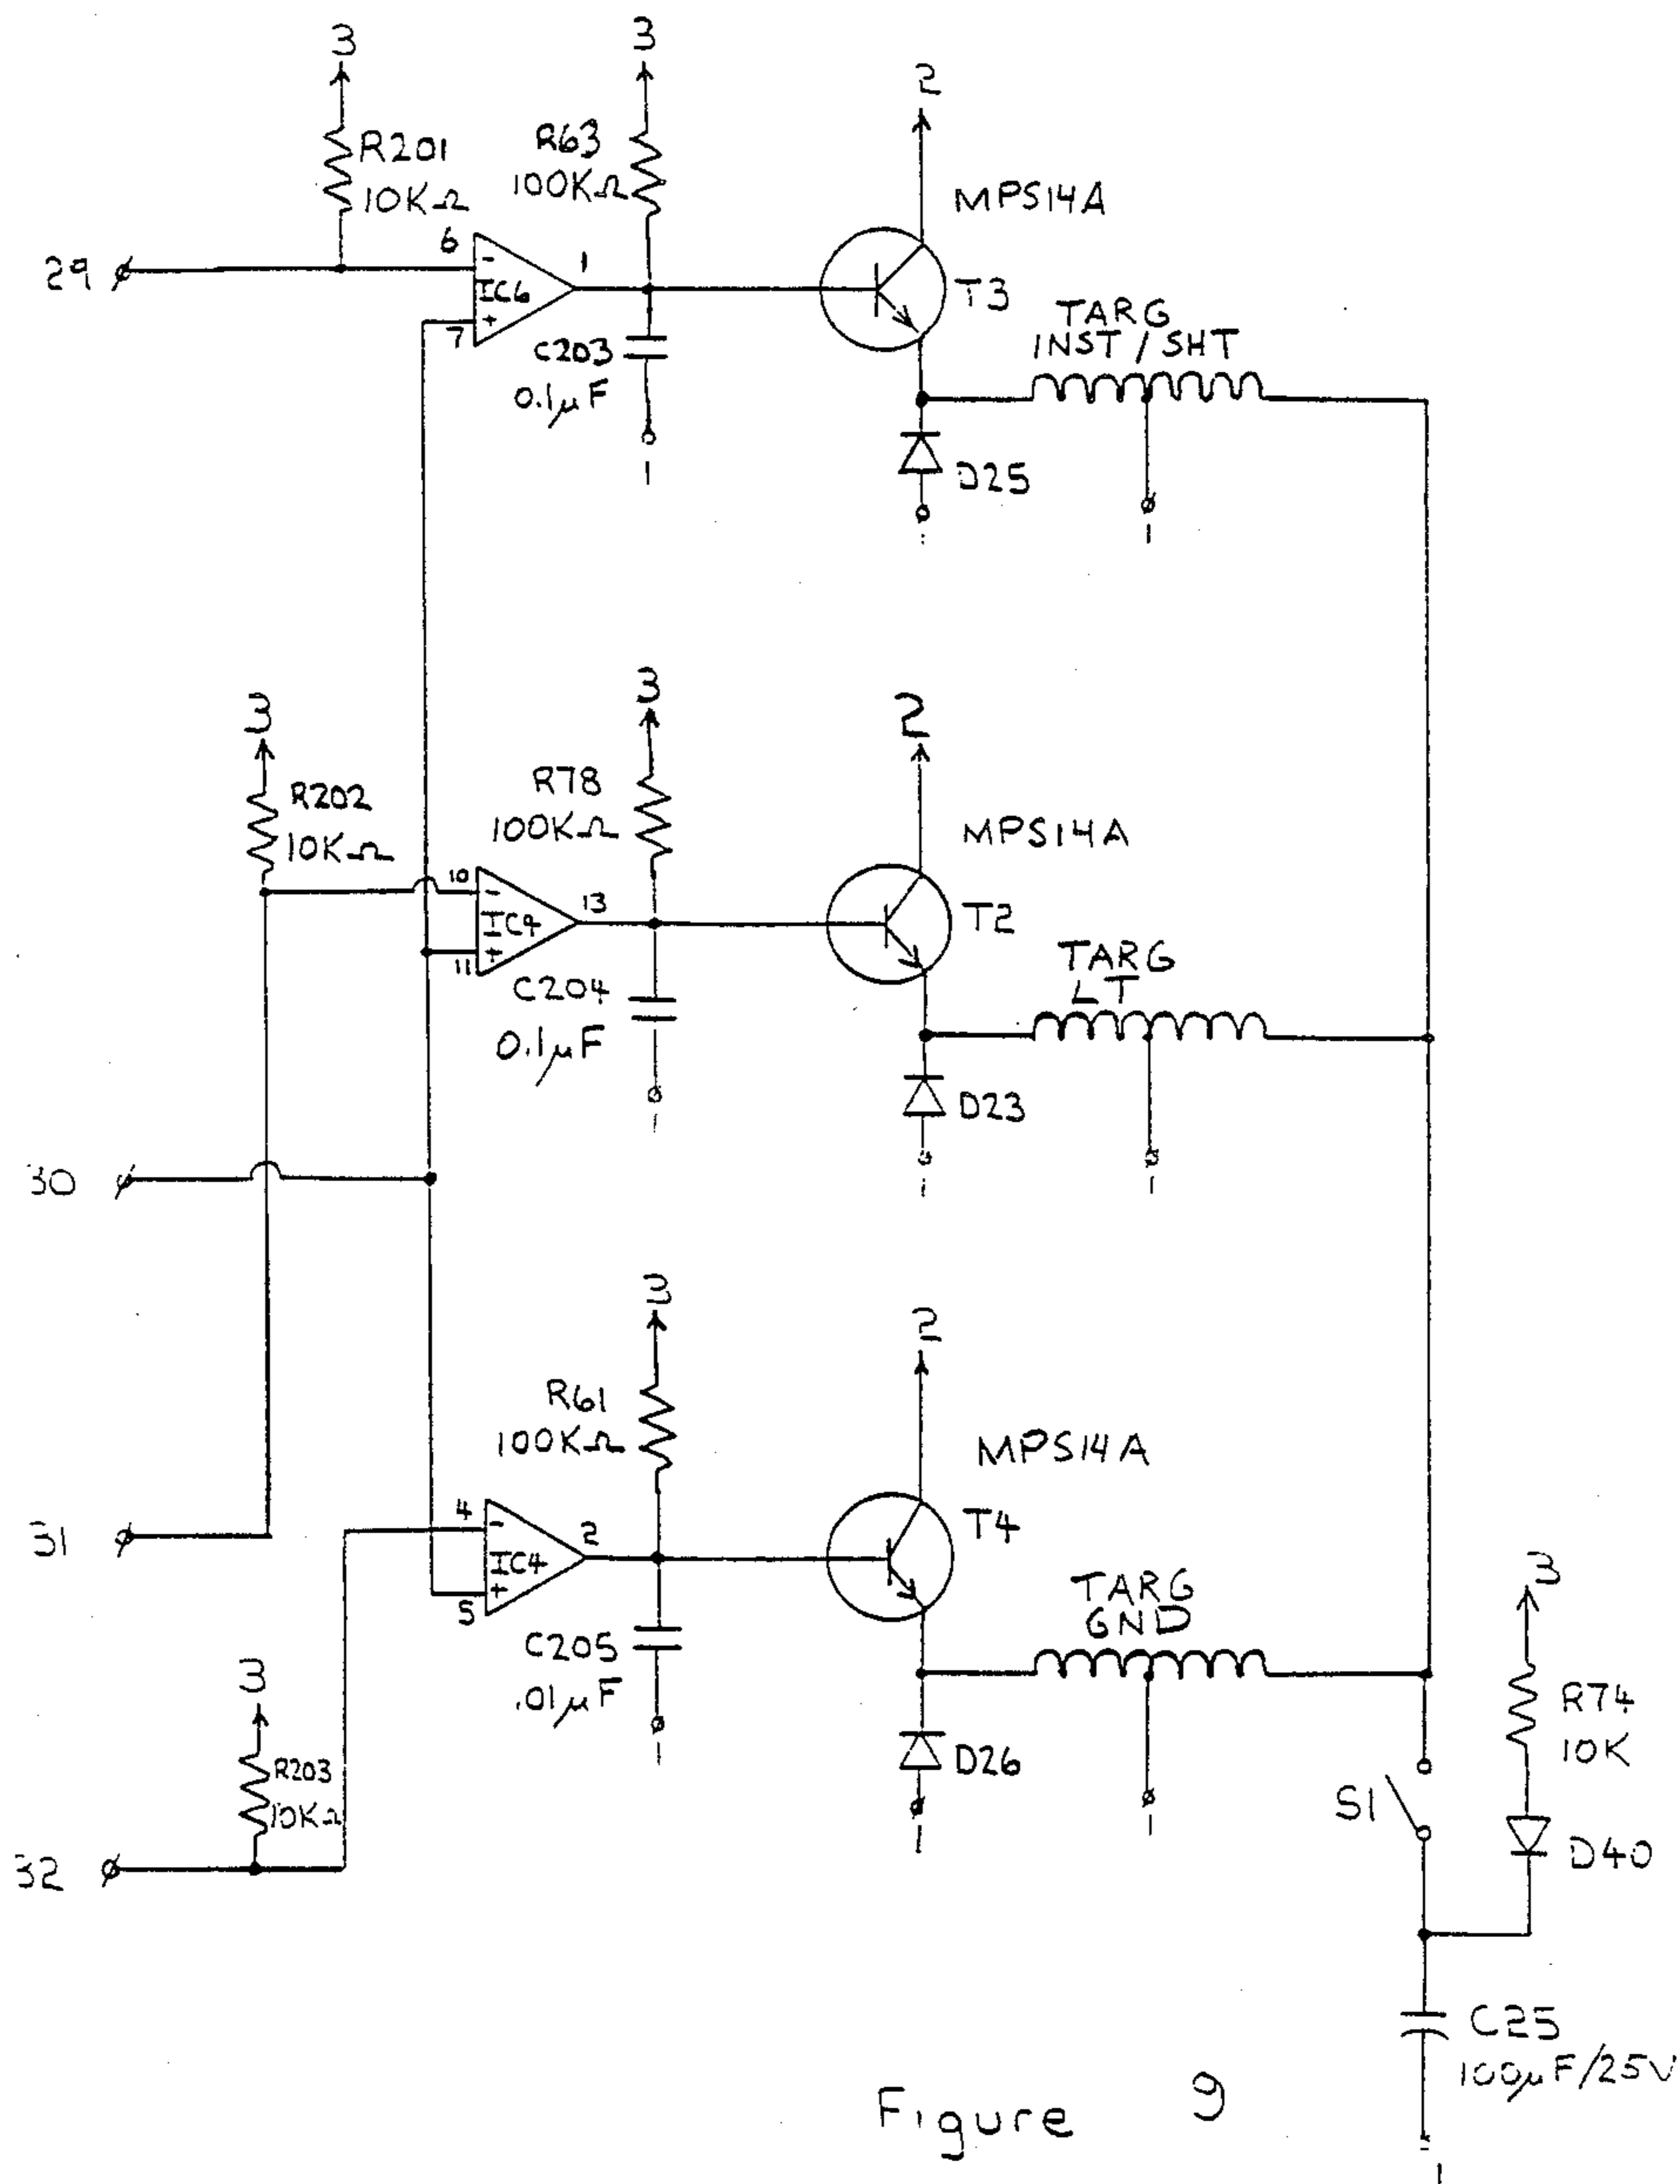 3
3
2
R201
10KΩ
R63
100KΩ
MPS14A
29
6
-
IC6
+
7
1
T3
C203
0.1μF
1
TARG
INST / SHT
D25
1
1
3
3
2
R202
10KΩ
R78
100KΩ
MPS14A
10
-
+
11
13
T2
C204
0.1μF
1
TARG
LT
D23
1
1
30
3
2
R61
100KΩ
MPS14A
31
4
-
IC4
+
5
2
T4
C205
.01μF
1
TARG
GND
D26
1
1
3
R203
10KΩ
32
3
R74
10K
S1
D40
C25
100μF/25V
1
Figure 9